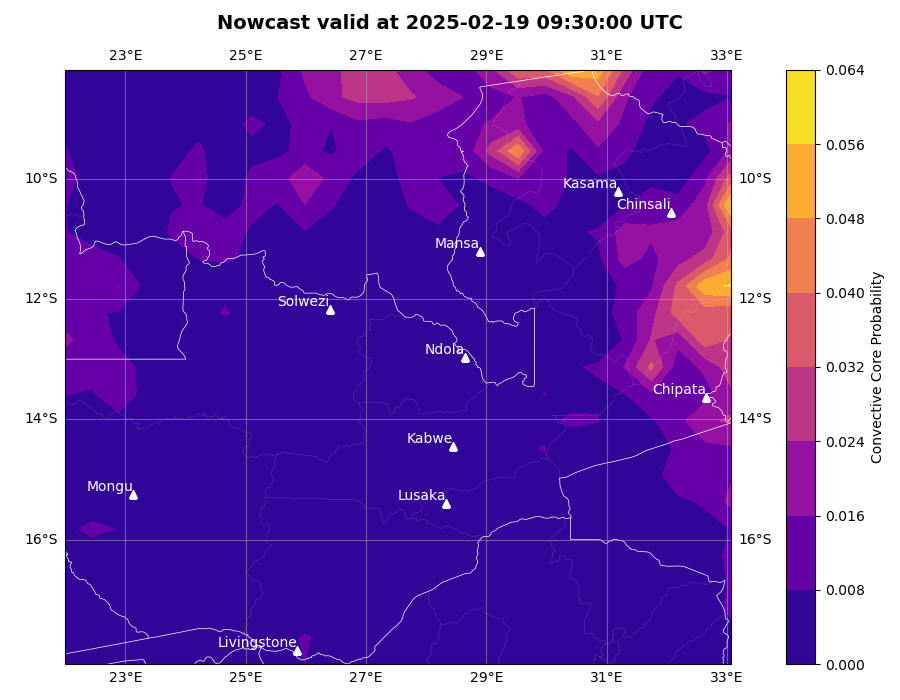 Nowcast valid at 2025-02-19 09:30:00 UTC
23°E 25°E 27°E 29°E 31°E 33°E
0.064
0.056
10°S 10°S
Kasama
Chinsali
0.048
Mansa
0.040
12°S 12°S
Solwezi
Ndola
0.032
Chipata
14°S 14°S
0.024
Kabwe
Mongu
Lusaka
0.016
16°S 16°S
0.008
Livingstone
0.000
23°E 25°E 27°E 29°E 31°E 33°E
Convective Core Probability